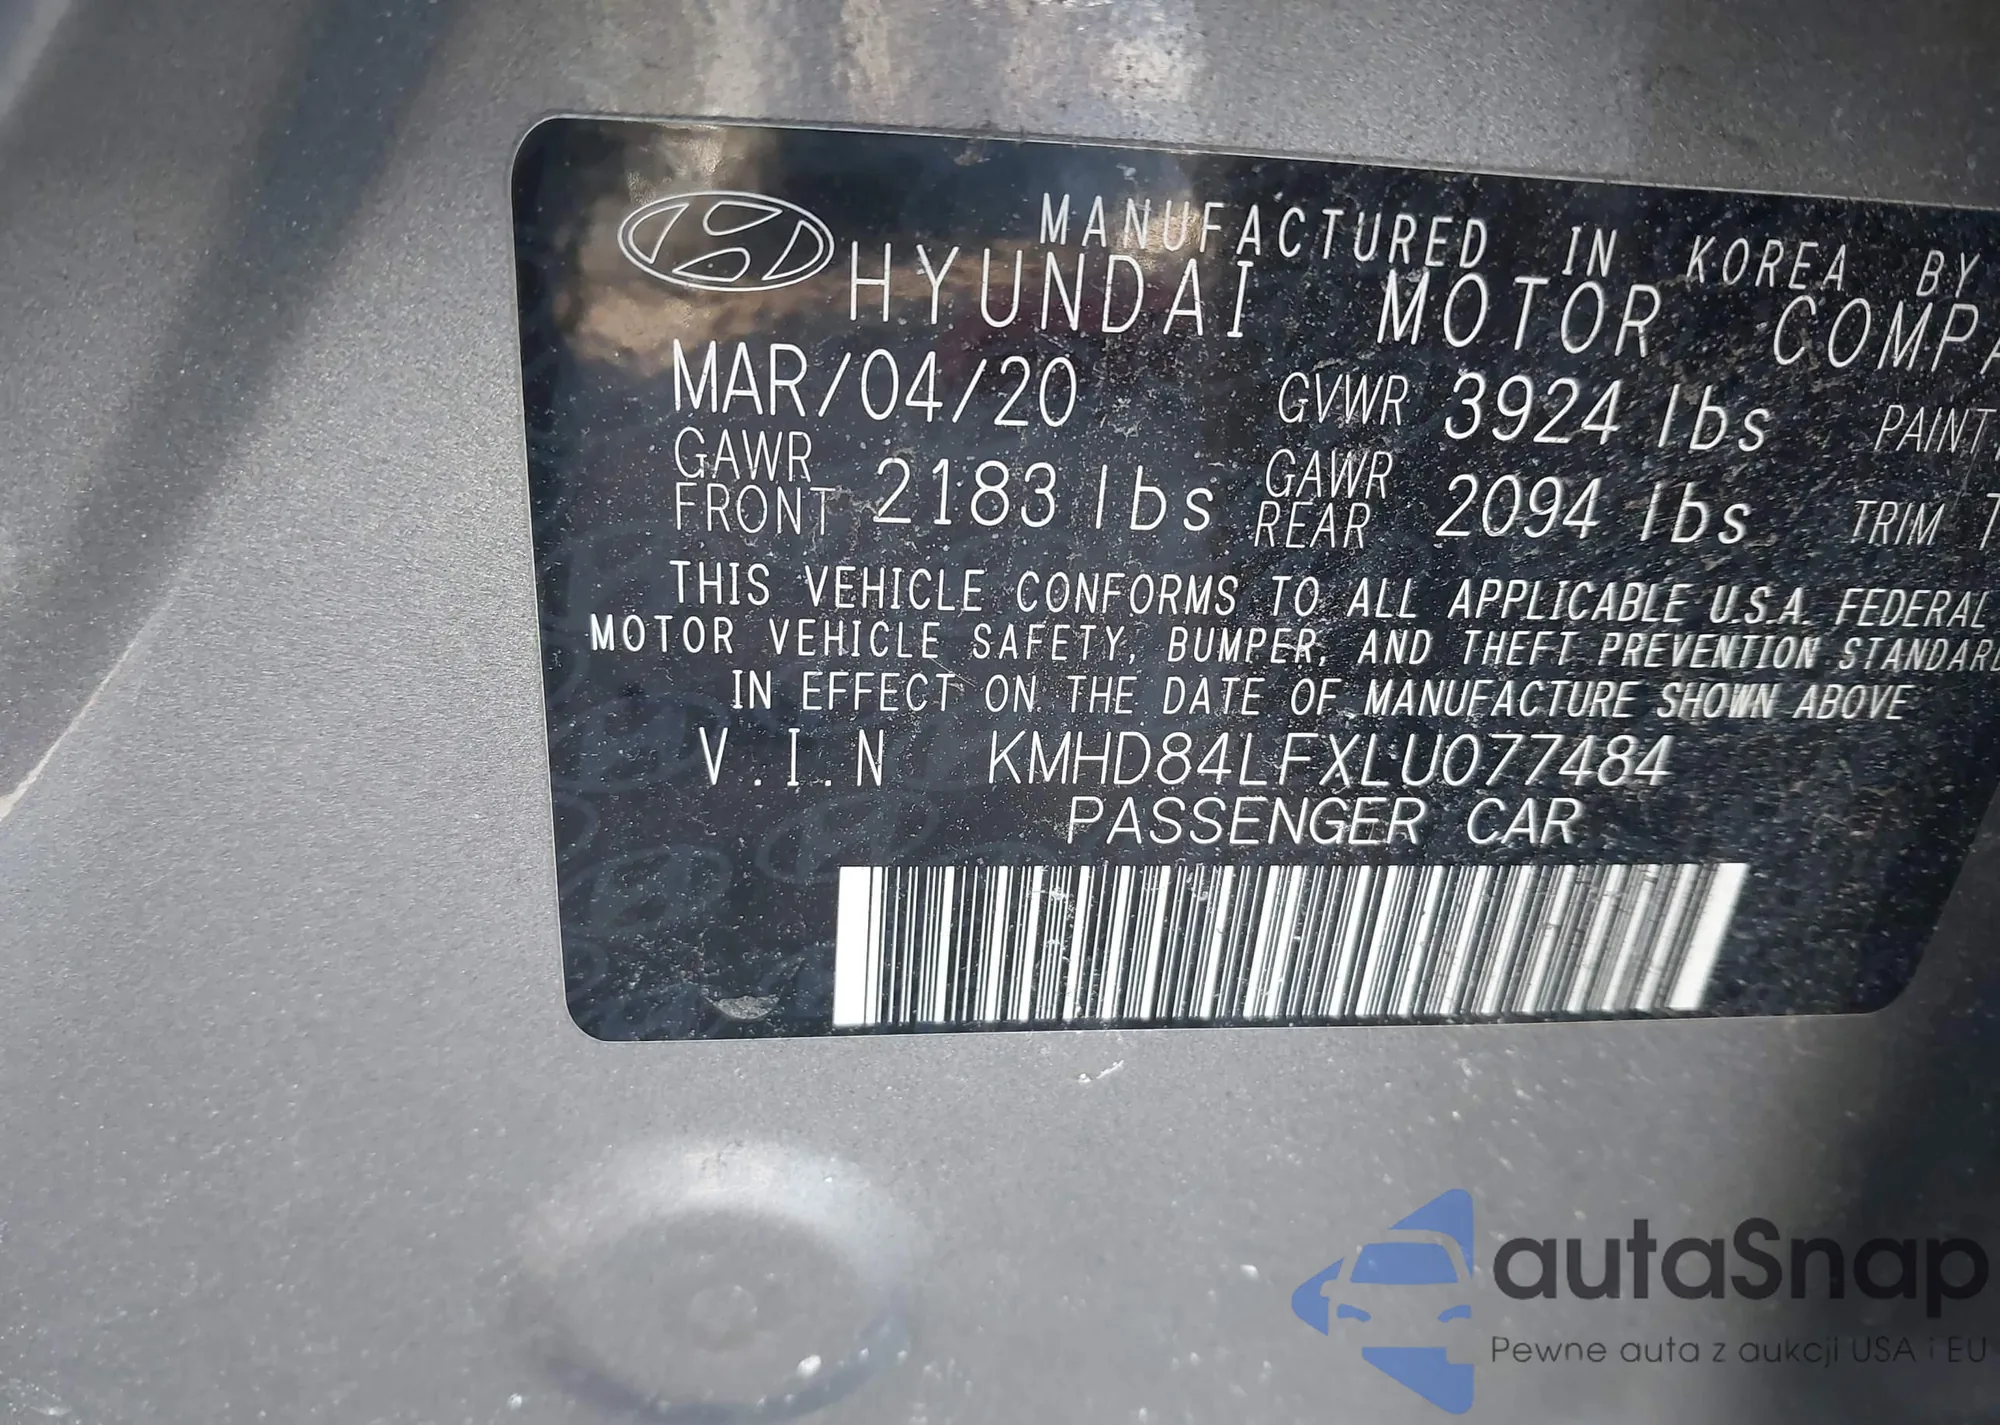 MANUFACTURED IN KOREA BY
HYUNDAI MOTOR COMPA
MAR/04/20 GVWR 3924 lbs PAINT
GAWR FRONT 2183 lbs GAWR REAR 2094 lbs TRIM T
THIS VEHICLE CONFORMS TO ALL APPLICABLE U.S.A. FEDERAL
MOTOR VEHICLE SAFETY, BUMPER, AND THEFT PREVENTION STANDARD
IN EFFECT ON THE DATE OF MANUFACTURE SHOWN ABOVE
V.I.N KMHD84LFXLU077484
PASSENGER CAR
autaSnap
Pewne auta z aukcji USA i EU